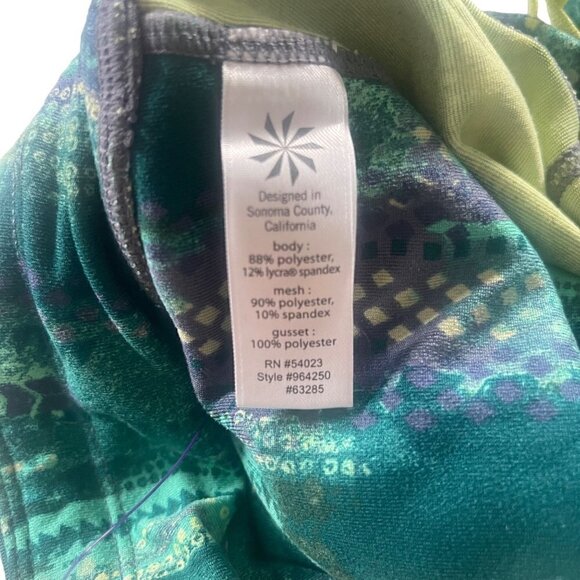 Designed in
Sonoma County,
California
body :
88% polyester,
12% lycra® spandex
mesh :
90% polyester,
10% spandex
gusset :
100% polyester
RN #54023
Style #964250
#63285